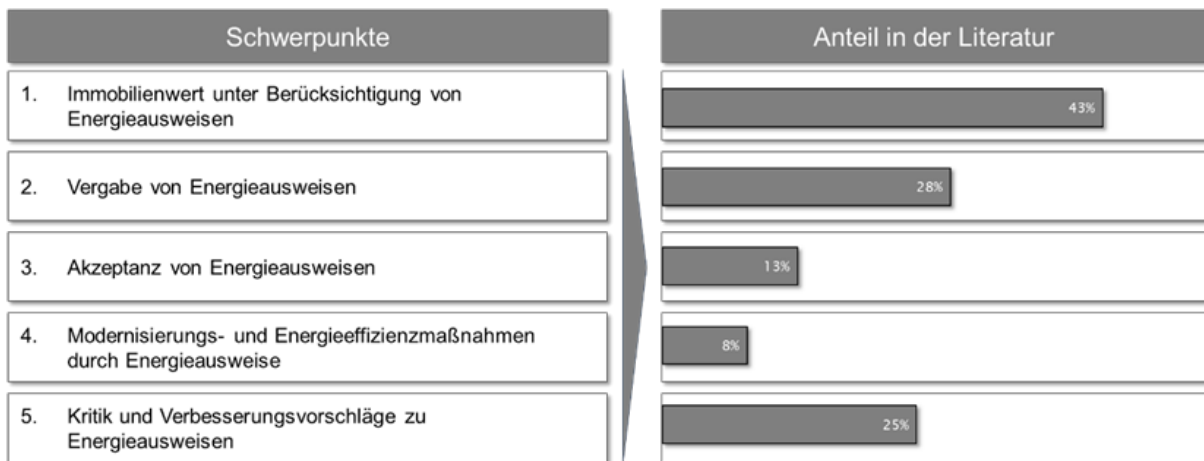 Schwerpunkte
Anteil in der Literatur
1. Immobilienwert unter Berücksichtigung von
Energieausweisen
43%
2. Vergabe von Energieausweisen
28%
3. Akzeptanz von Energieausweisen
13%
4. Modernisierungs- und Energieeffizienzmaßnahmen
durch Energieausweise
8%
5. Kritik und Verbesserungsvorschläge zu
Energieausweisen
25%